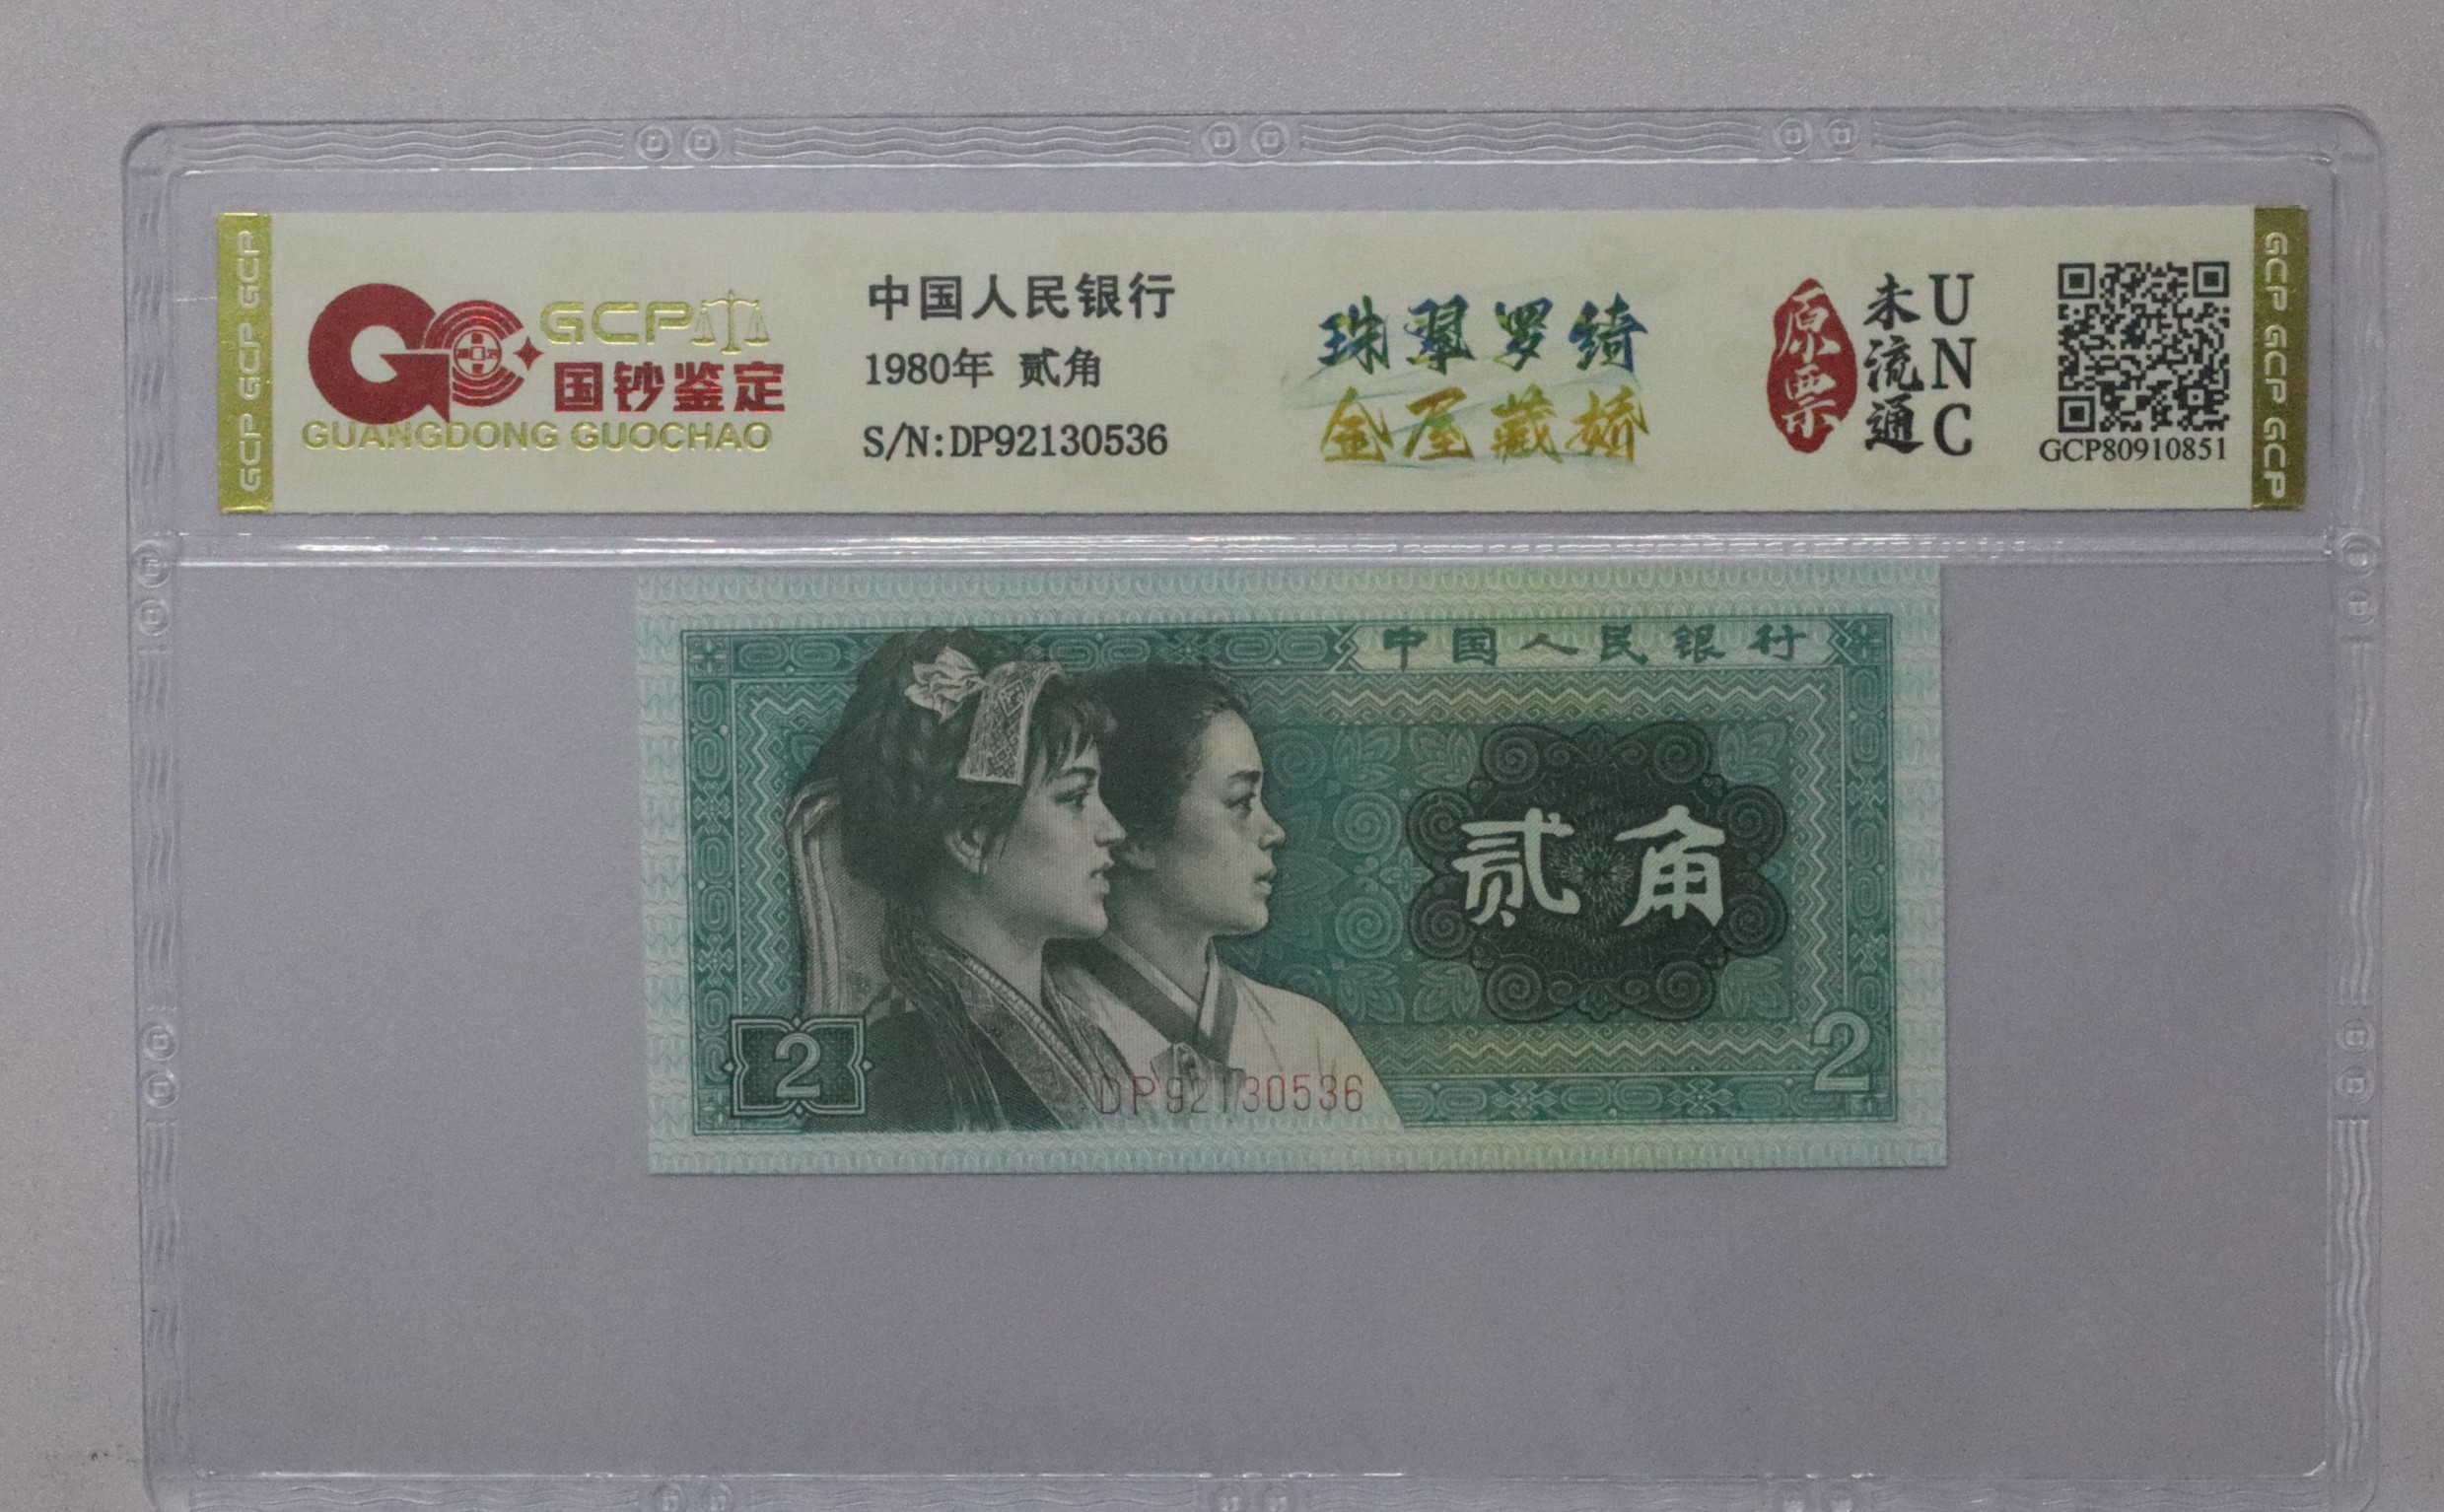 GCP GCP GCP
GCP
国钞鉴定
GUANGDONG GUOCHAO
中国人民银行
1980年 贰角
S/N:DP92130536
珠翠罗绮
金屋藏娇
原票
未流通
UNC
GCP80910851
GCP GCP GCP
中国人民银行
贰角
2
2
DP92130536